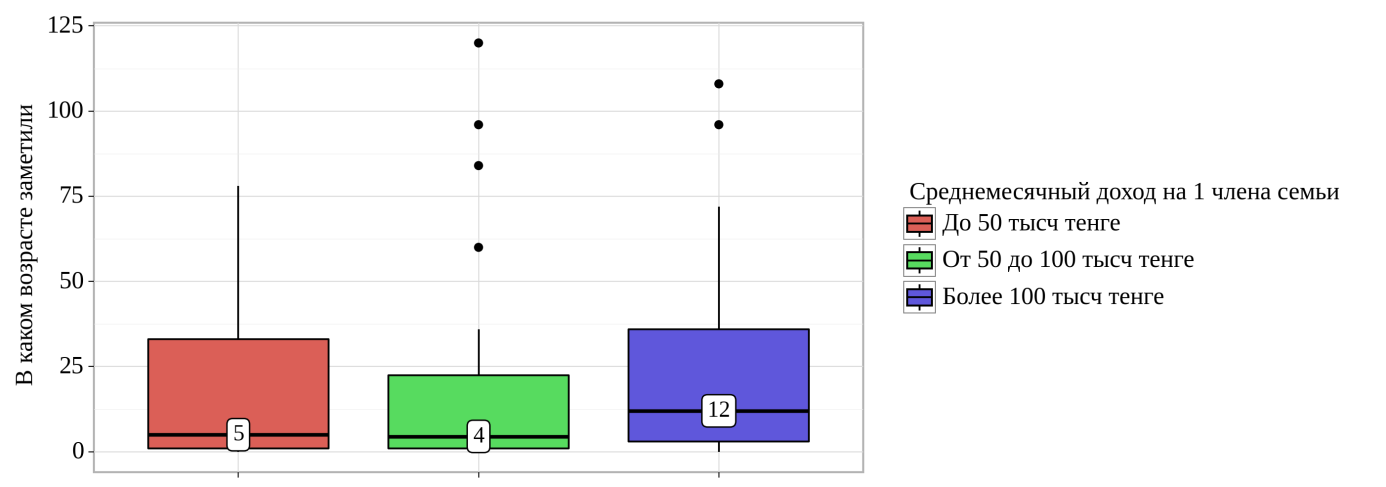 В каком возрасте заметили
125
100
75
50
25
0
5
4
12
Среднемесячный доход на 1 члена семьи
До 50 тысч тенге
От 50 до 100 тысч тенге
Более 100 тысч тенге